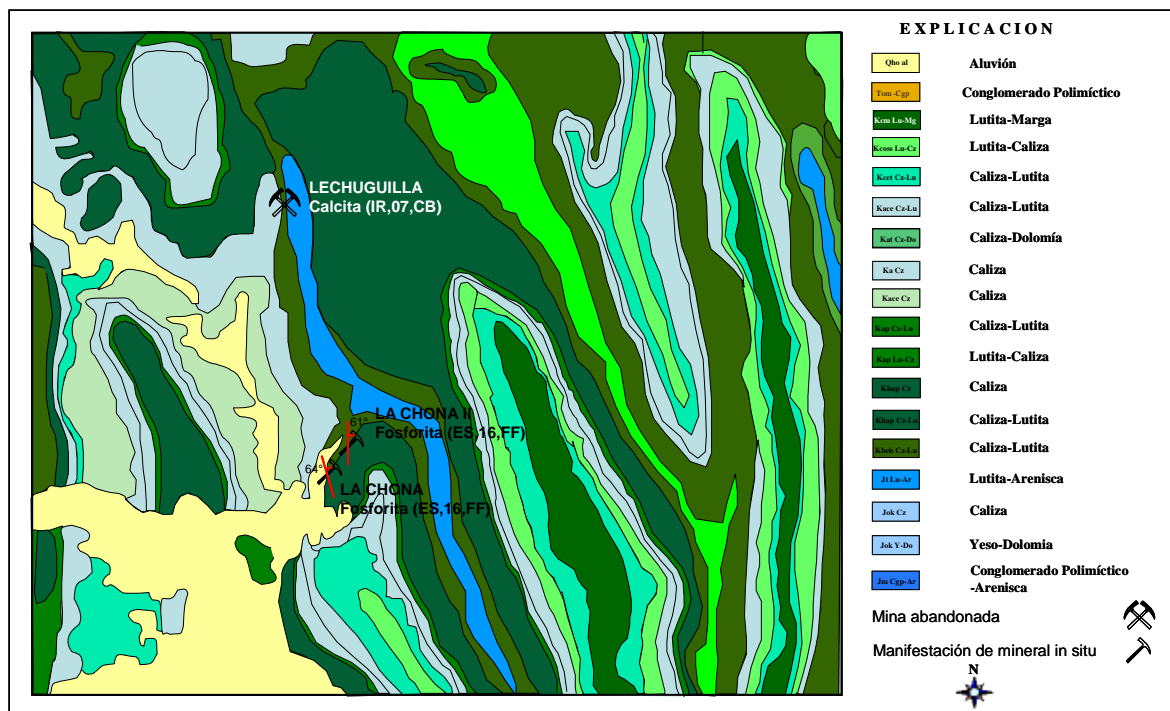 EXPLICACION
Qho al Aluvión
Tom -Cgp Conglomerado Polimíctico
Kcm Lu-Mg Lutita-Marga
Kcoss Lu-Cz Lutita-Caliza
Kcet Cz-Lu Caliza-Lutita
Kace Cz-Lu Caliza-Lutita
Kat Cz-Do Caliza-Dolomía
Ka Cz Caliza
Kace Cz Caliza
Kap Cz-Lu Caliza-Lutita
Kap Lu-Cz Lutita-Caliza
Khap Cz Caliza
Khap Cz-Lu Caliza-Lutita
Kbeh Cz-Lu Caliza-Lutita
Jt Lu-Ar Lutita-Arenisca
Jok Cz Caliza
Jok Y-Do Yeso-Dolomia
Jm Cgp-Ar Conglomerado Polimíctico
-Arenisca
Mina abandonada
Manifestación de mineral in situ
N
LECHUGUILLA
Calcita (IR,07,CB)
61° LA CHONA II
Fosforita (ES,16,FF)
64°
LA CHONA
Fosforita (ES,16,FF)